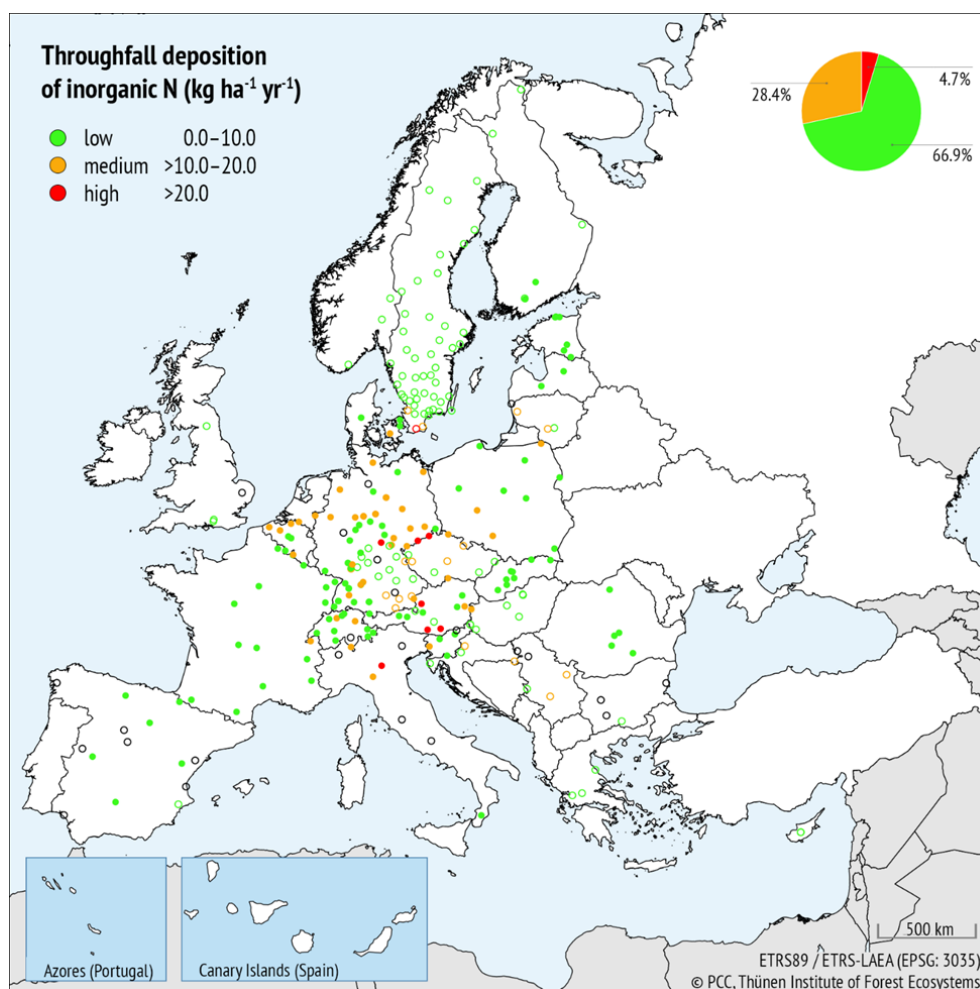 Throughfall deposition
of inorganic N (kg ha⁻¹ yr⁻¹)
low 0.0–10.0
medium >10.0–20.0
high >20.0
4.7%
28.4%
66.9%
Azores (Portugal)
Canary Islands (Spain)
500 km
ETRS89 / ETRS-LAEA (EPSG: 3035)
© PCC, Thünen Institute of Forest Ecosystems